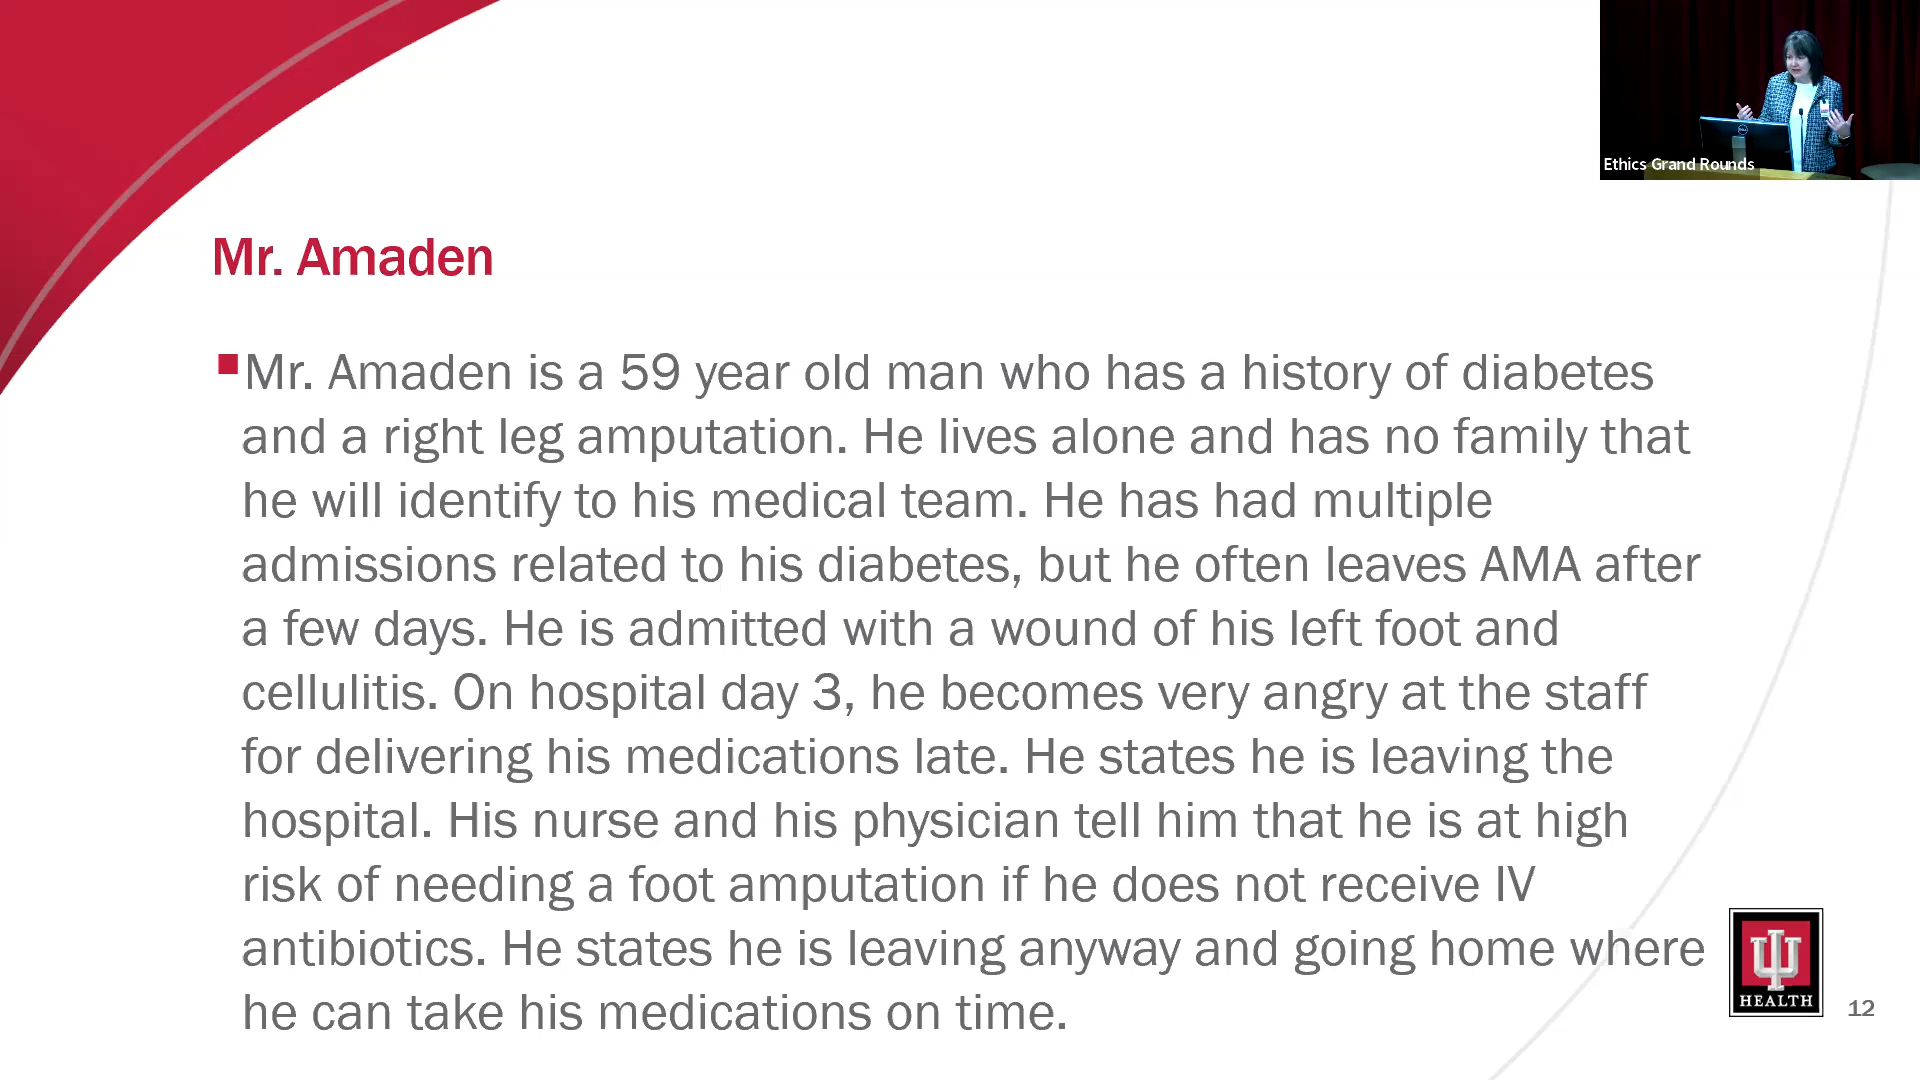 Ethics Grand Rounds
Mr. Amaden
Mr. Amaden is a 59 year old man who has a history of diabetes
and a right leg amputation. He lives alone and has no family that
he will identify to his medical team. He has had multiple
admissions related to his diabetes, but he often leaves AMA after
a few days. He is admitted with a wound of his left foot and
cellulitis. On hospital day 3, he becomes very angry at the staff
for delivering his medications late. He states he is leaving the
hospital. His nurse and his physician tell him that he is at high
risk of needing a foot amputation if he does not receive IV
antibiotics. He states he is leaving anyway and going home where
he can take his medications on time.
HEALTH
12